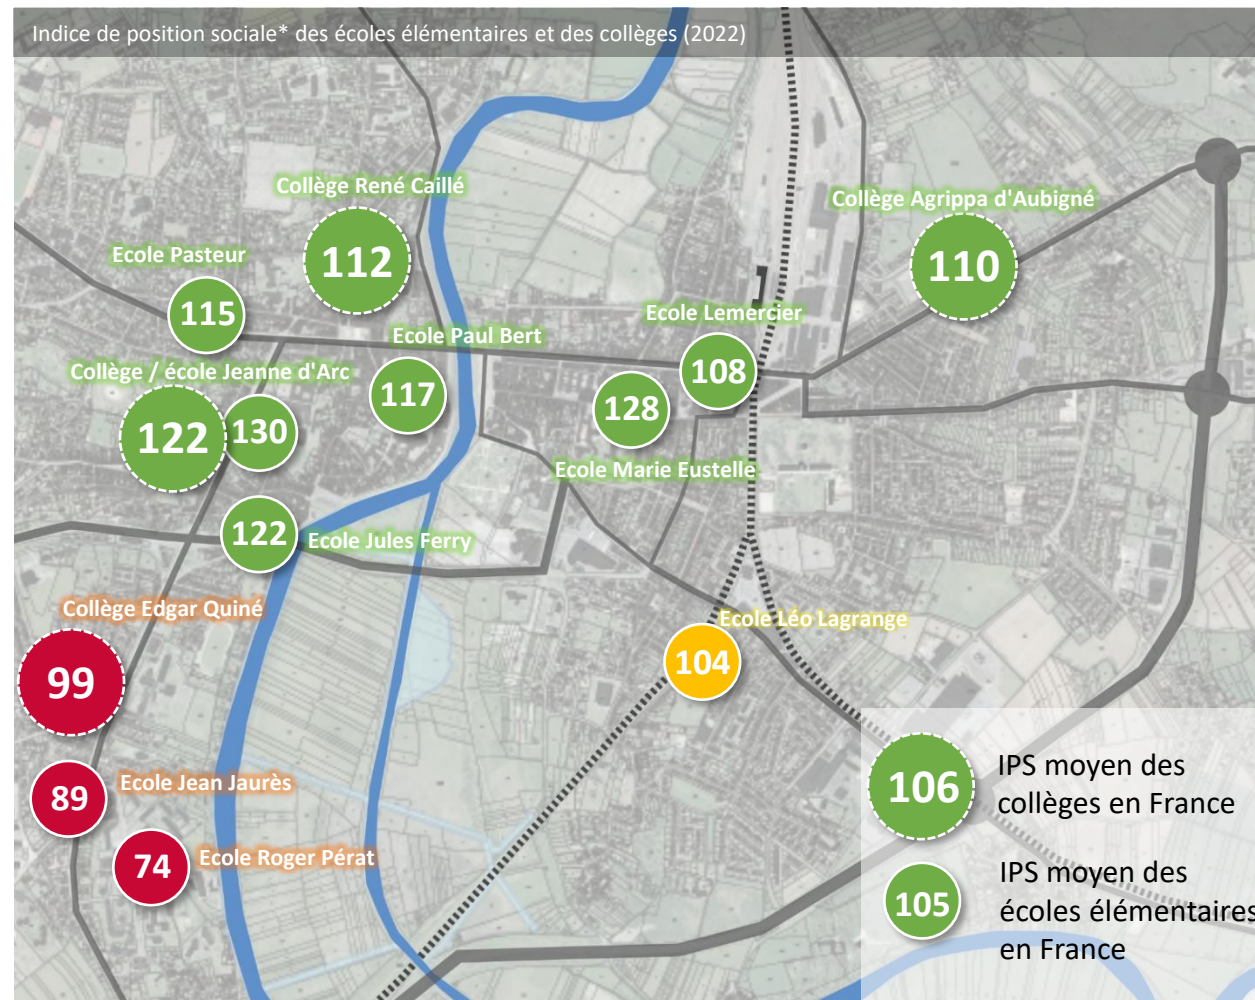 Indice de position sociale* des écoles élémentaires et des collèges (2022)
Collège René Caillé
112
Collège Agrippa d'Aubigné
110
Ecole Pasteur
115
Ecole Lemercier
108
Ecole Paul Bert
117
Collège / école Jeanne d'Arc
122
130
128
Ecole Marie Eustelle
122
Ecole Jules Ferry
Collège Edgar Quiné
99
Ecole Léo Lagrange
104
Ecole Jean Jaurès
89
Ecole Roger Pérat
74
106
IPS moyen des
collèges en France
105
IPS moyen des
écoles élémentaires
en France